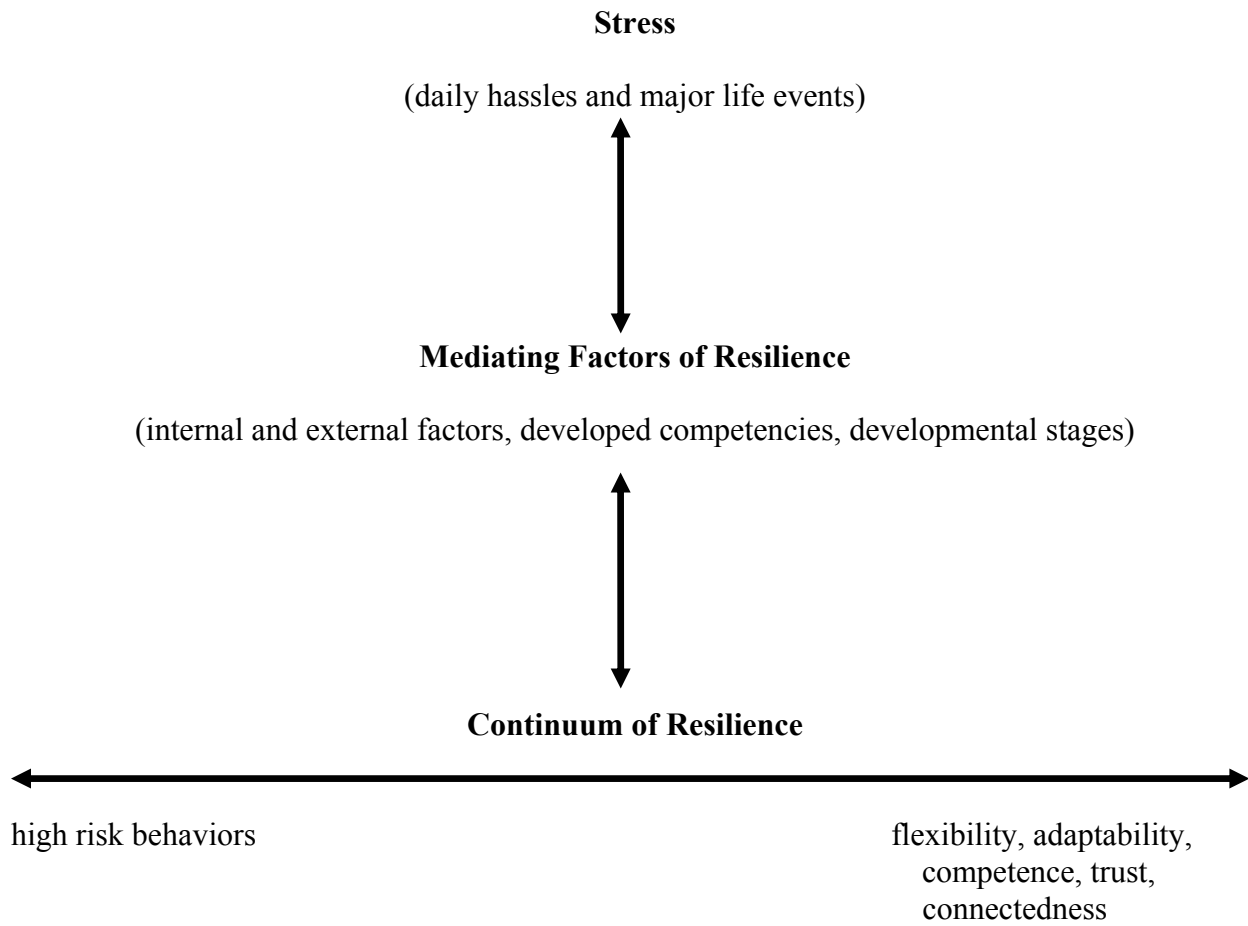 Stress
(daily hassles and major life events)
Mediating Factors of Resilience
(internal and external factors, developed competencies, developmental stages)
Continuum of Resilience
high risk behaviors
flexibility, adaptability,
competence, trust,
connectedness